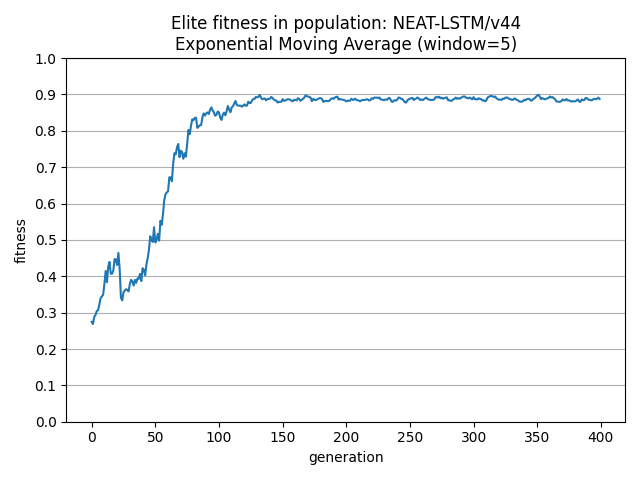 Elite fitness in population: NEAT-LSTM/v44
Exponential Moving Average (window=5)
1.0
0.9
0.8
0.7
0.6
0.5
0.4
0.3
0.2
0.1
0.0
fitness
0 50 100 150 200 250 300 350 400
generation